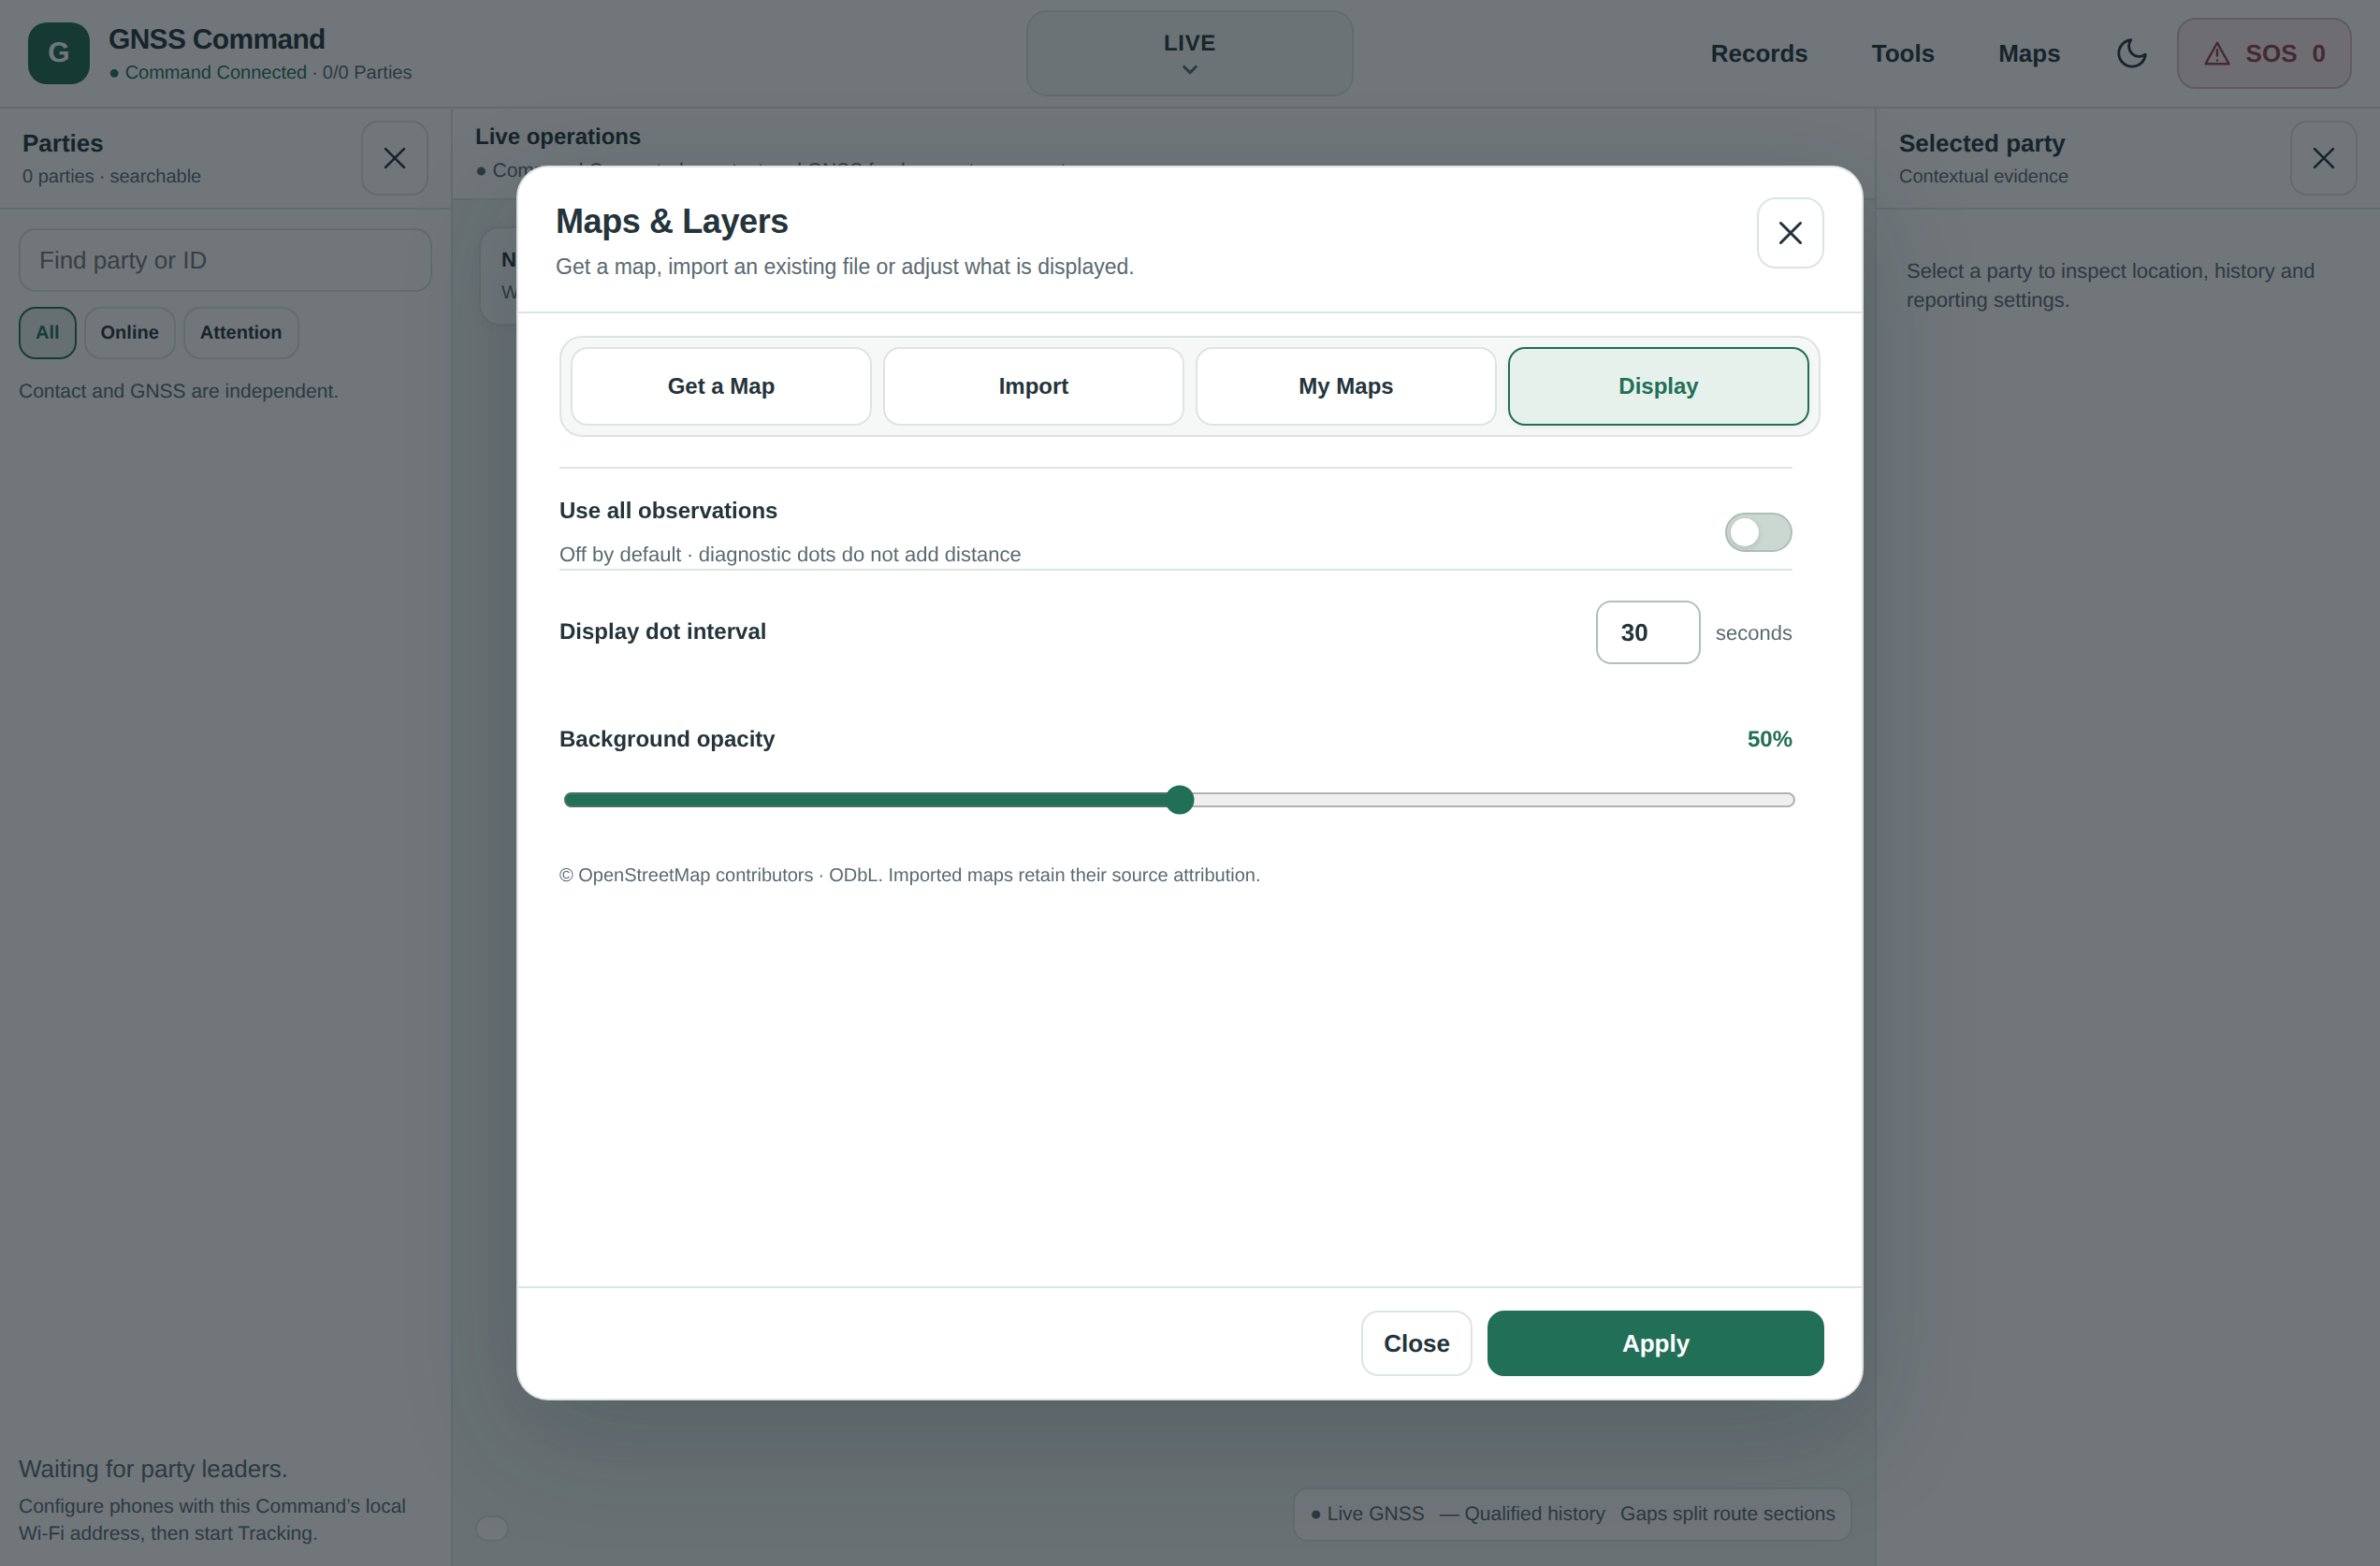 G
GNSS Command
● Command Connected · 0/0 Parties
LIVE
Records
Tools
Maps
SOS 0
Parties
0 parties · searchable
Live operations
Selected party
Contextual evidence
Find party or ID
All
Online
Attention
Contact and GNSS are independent.
Select a party to inspect location, history and
reporting settings.
Maps & Layers
Get a map, import an existing file or adjust what is displayed.
Get a Map
Import
My Maps
Display
Use all observations
Off by default · diagnostic dots do not add distance
Display dot interval
30
seconds
Background opacity
50%
© OpenStreetMap contributors · ODbL. Imported maps retain their source attribution.
Close
Apply
Waiting for party leaders.
Configure phones with this Command’s local
Wi-Fi address, then start Tracking.
● Live GNSS — Qualified history Gaps split route sections